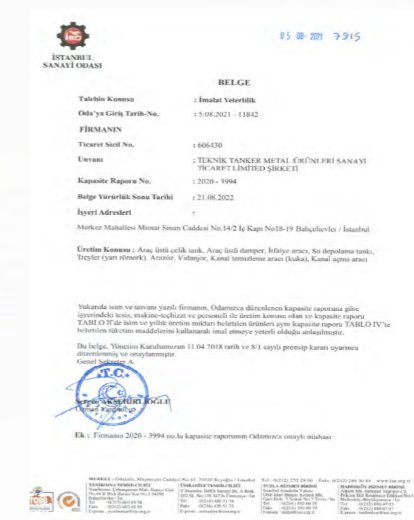 İSO
05 -08- 2021 7915
İSTANBUL
SANAYİ ODASI
BELGE
Talebin Konusu : İmalat Yeterlilik
Oda'ya Giriş Tarih-No. : 5.08.2021 - 11842
FİRMANIN
Ticaret Sicil No. : 606430
Unvanı : TEKNİK TANKER METAL ÜRÜNLERİ SANAYİ
TİCARET LİMİTED ŞİRKETİ
Kapasite Raporu No. : 2020 - 3994
Belge Yürürlük Sonu Tarihi : 21.08.2022
İşyeri Adresleri :
Merkez Mahallesi Mimar Sinan Caddesi No.14/2 İç Kapı No18-19 Bahçelievler / İstanbul
Üretim Konusu : Araç üstü çelik tank, Araç üstü damper, İtfaiye aracı, Su depolama tankı,
Treyler (yarı römork). Arazöz, Vidanjör, Kanal temizleme aracı (kuka), Kanal açma aracı
Yukarıda isim ve unvanı yazılı firmanın, Odamızca düzenlenen kapasite raporuna göre
işyerindeki tesis, makine-teçhizat ve personeli ile üretim konusu olan ve kapasite raporu
TABLO II'de isim ve yıllık üretim miktarı belirtilen ürünleri aynı kapasite raporu TABLO IV'te
belirtilen tüketim maddelerini kullanarak imal etmeye yeterli olduğu anlaşılmıştır.
Bu belge, Yönetim Kurulumuzun 11.04.2018 tarih ve 8/1 sayılı prensip kararı uyarınca
düzenlenmiş ve onaylanmıştır.
Genel Sekreter A.
T.C.
AKSEHİRLİOĞLU
Ek : Firmanın 2020 - 3994 no.lu kapasite raporunun Odamızca onaylı nüshası